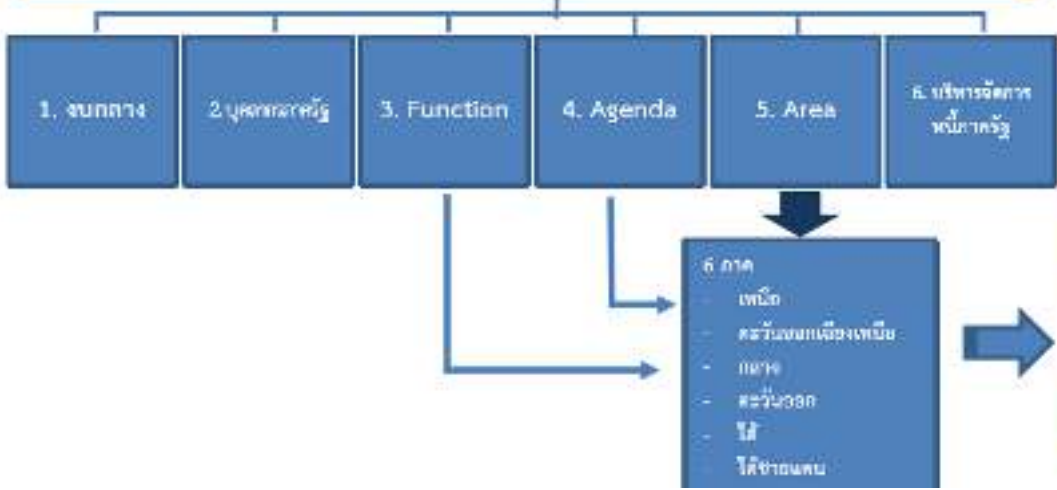 1. งบกลาง
2.บุคลากรภาครัฐ
3. Function
4. Agenda
5. Area
6. บริหารจัดการ
หนี้ภาครัฐ
6 ภาค
- เหนือ
- ตะวันออกเฉียงเหนือ
- กลาง
- ตะวันออก
- ใต้
- ใต้ชายแดน